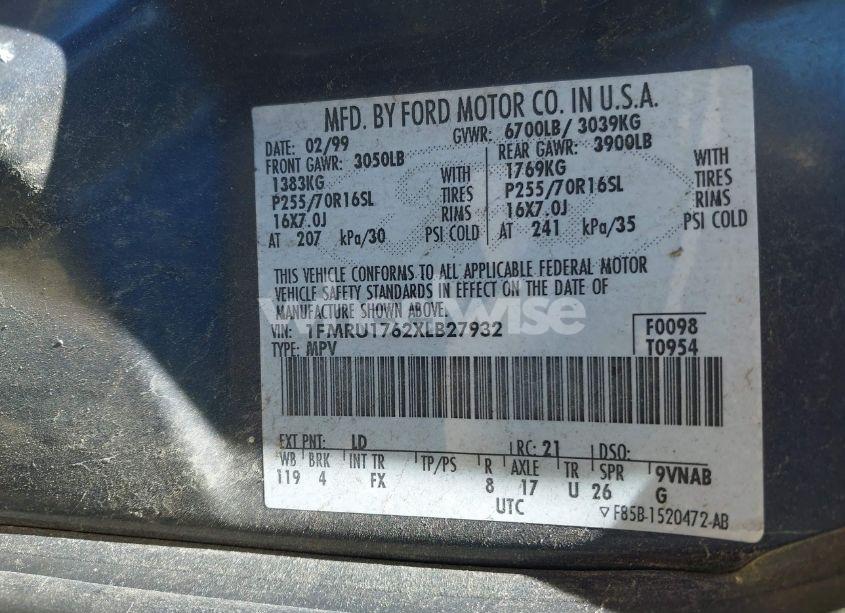 MFD. BY FORD MOTOR CO. IN U.S.A.
DATE: 02/99 GVWR: 6700LB/ 3039KG
FRONT GAWR: 3050LB REAR GAWR: 3900LB
1383KG WITH 1769KG WITH
P255/70R16SL TIRES P255/70R16SL TIRES
16X7.0J RIMS 16X7.0J RIMS
AT 207 kPa/30 PSI COLD AT 241 kPa/35 PSI COLD
THIS VEHICLE CONFORMS TO ALL APPLICABLE FEDERAL MOTOR
VEHICLE SAFETY STANDARDS IN EFFECT ON THE DATE OF
MANUFACTURE SHOWN ABOVE.
VIN: 1FMRU1762XLB27932 F0098
TYPE: MPV T0954
EXT PNT: LD RC: 21 DSO:
WB BRK INT TR TP/PS R AXLE TR SPR 9VNAB
119 4 FX 8 17 U 26 G
UTC ▽ F85B-1520472-AB